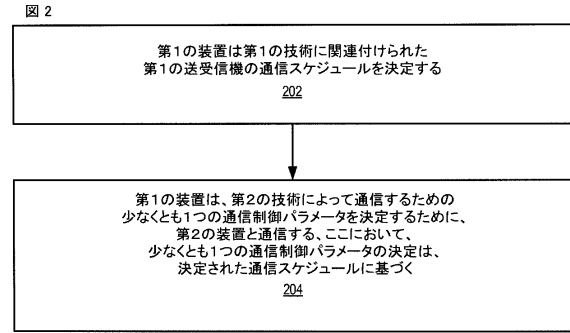 図2
第1の装置は第1の技術に関連付けられた
第1の送受信機の通信スケジュールを決定する
202
第1の装置は、第2の技術によって通信するための
少なくとも1つの通信制御パラメータを決定するために、
第2の装置と通信する、ここにおいて、
少なくとも1つの通信制御パラメータの決定は、
決定された通信スケジュールに基づく
204